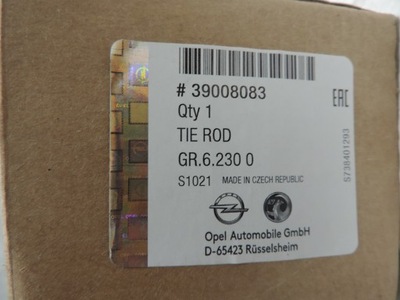 # 39008083
Qty 1
TIE ROD
GR.6.230 0
S1021 MADE IN CZECH REPUBLIC
Opel Automobile GmbH
D-65423 Rüsselsheim
EAC
5738401293